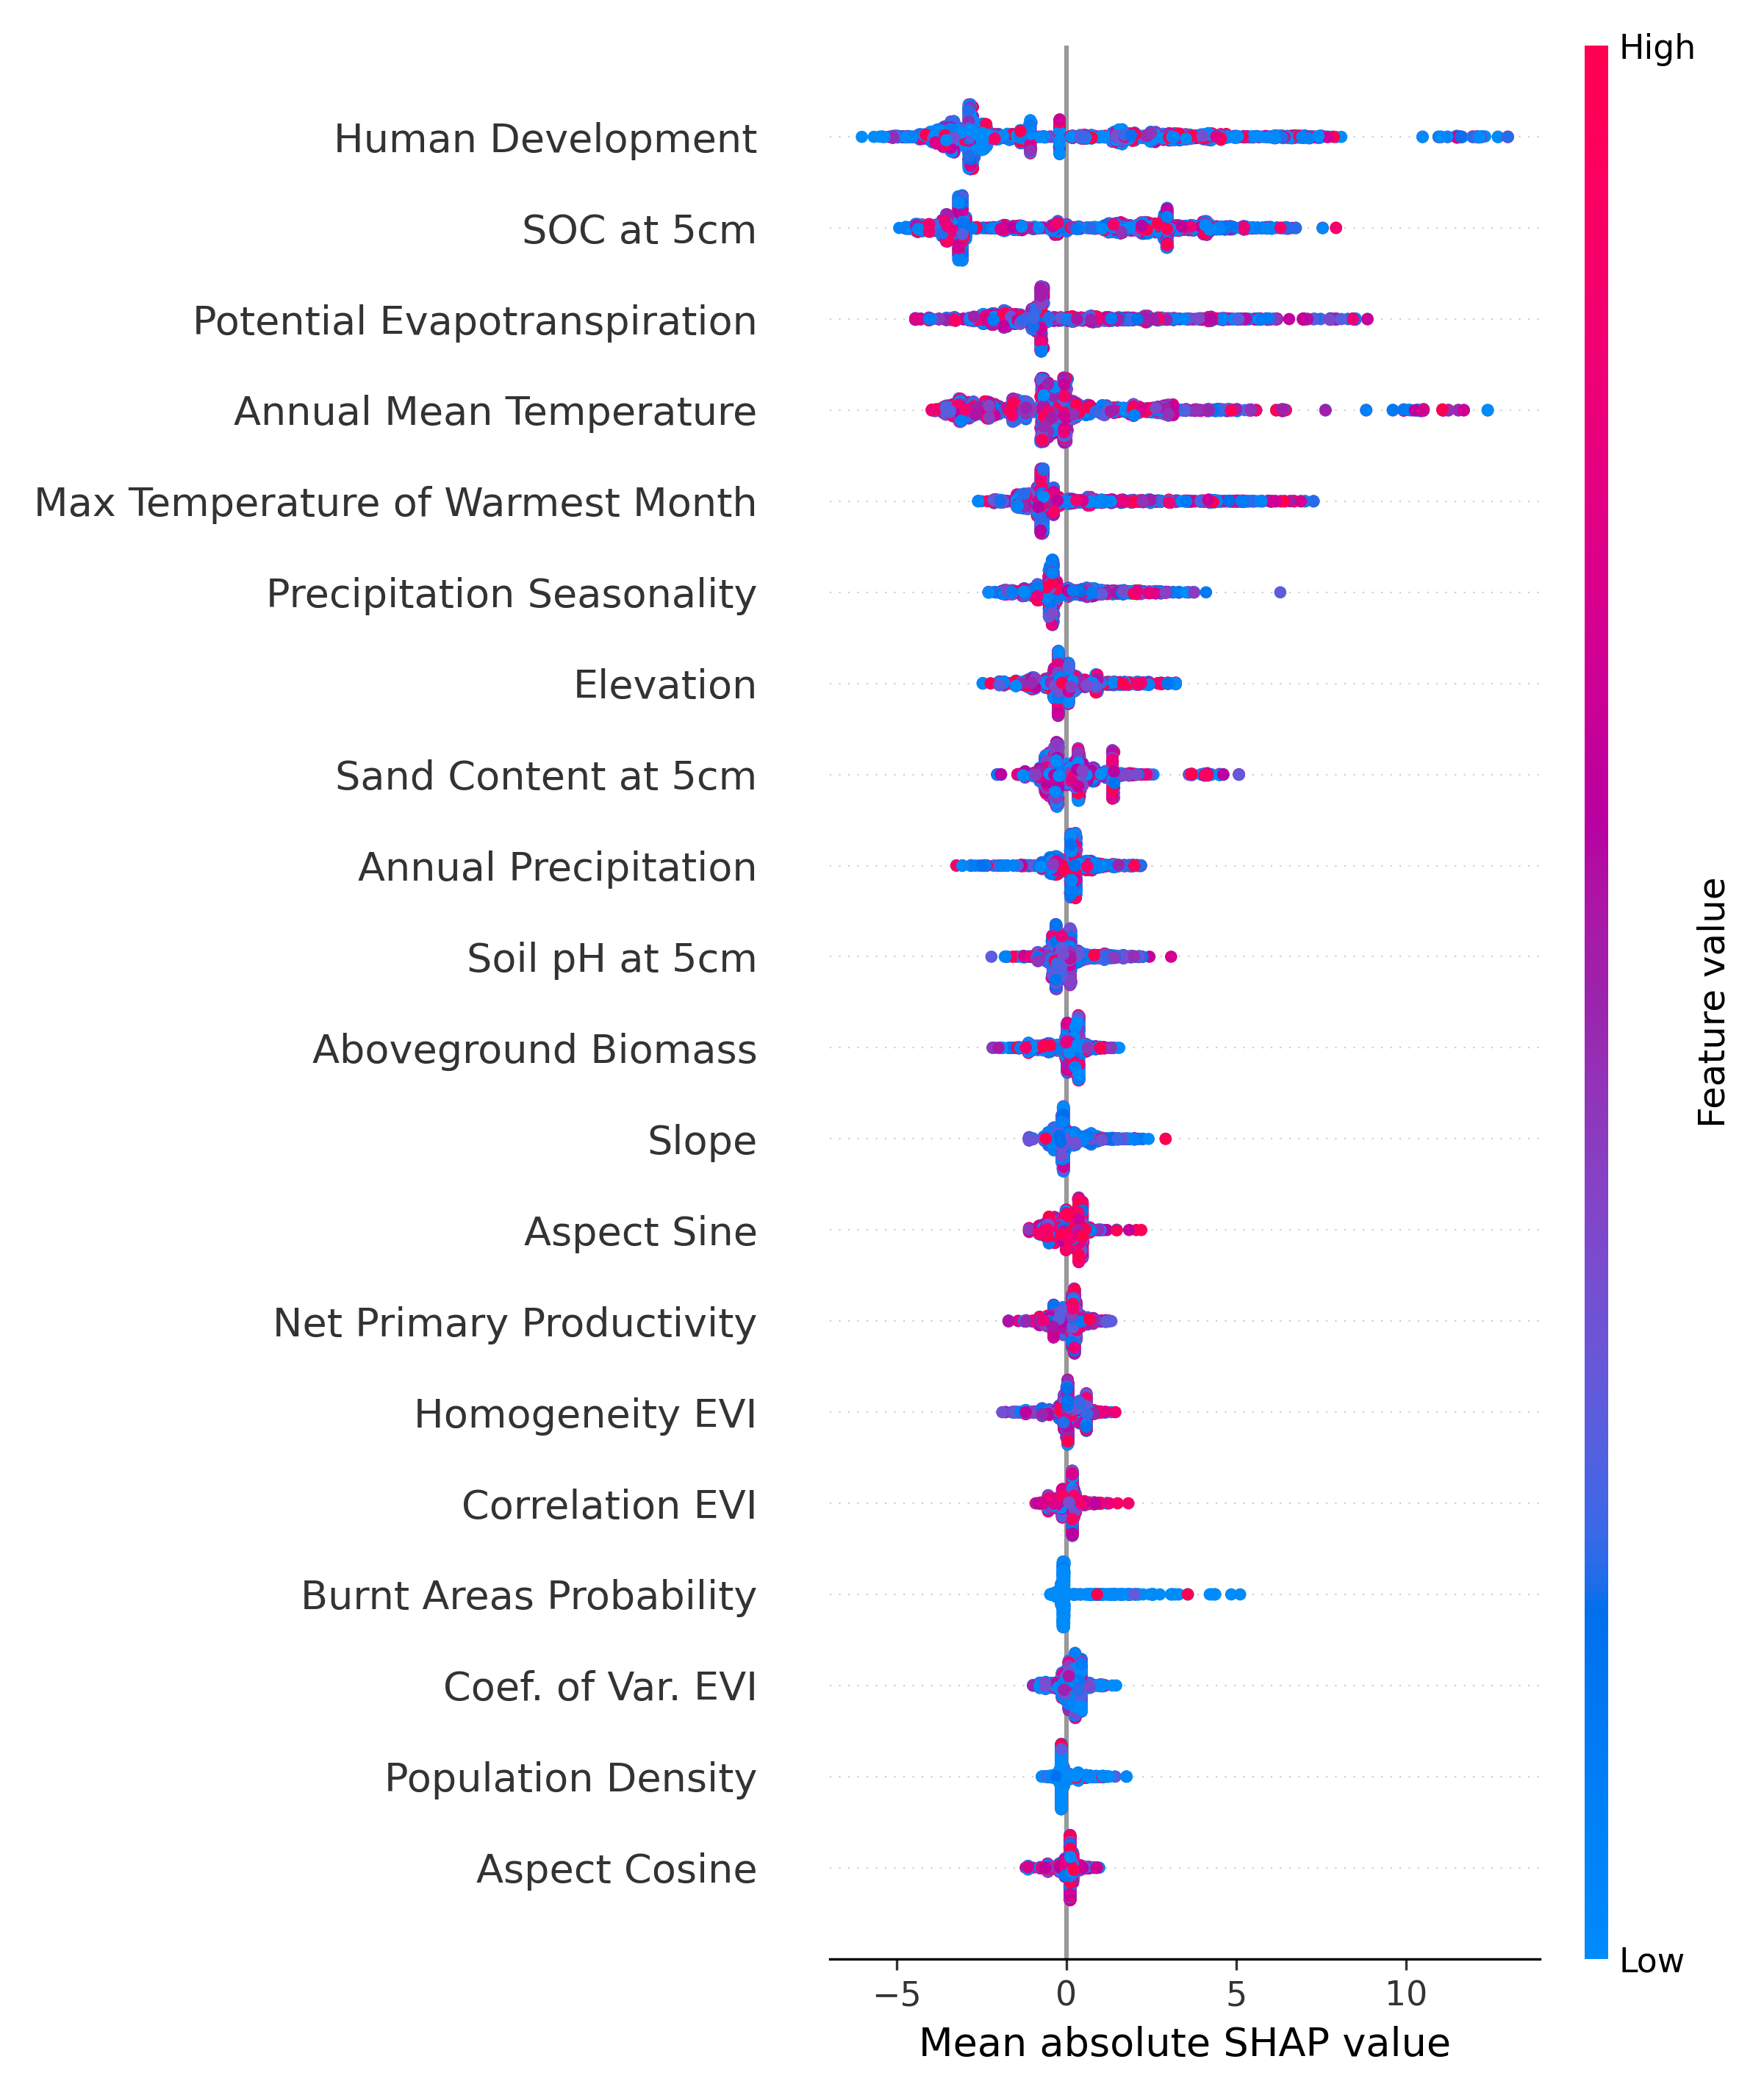 High
Human Development
SOC at 5cm
Potential Evapotranspiration
Annual Mean Temperature
Max Temperature of Warmest Month
Precipitation Seasonality
Elevation
Sand Content at 5cm
Annual Precipitation
Soil pH at 5cm
Aboveground Biomass
Slope
Aspect Sine
Net Primary Productivity
Homogeneity EVI
Correlation EVI
Burnt Areas Probability
Coef. of Var. EVI
Population Density
Aspect Cosine
Feature value
Low
−5 0 5 10
Mean absolute SHAP value